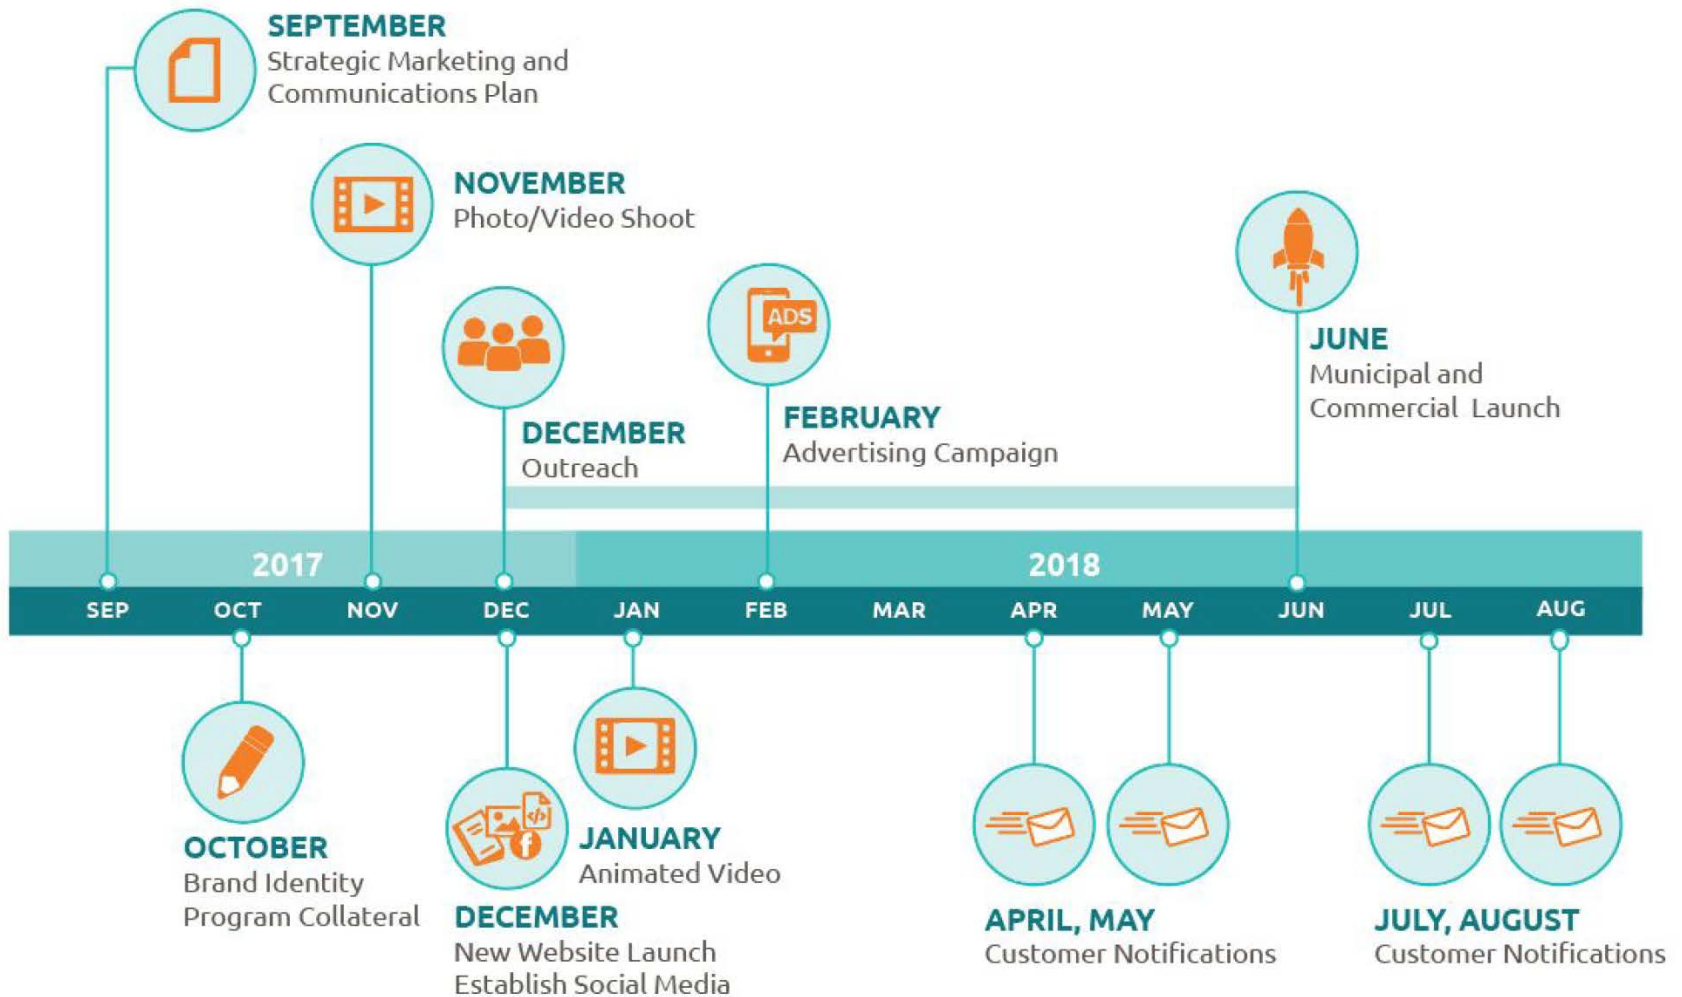 SEPTEMBER
Strategic Marketing and
Communications Plan
NOVEMBER
Photo/Video Shoot
DECEMBER
Outreach
ADS
FEBRUARY
Advertising Campaign
JUNE
Municipal and
Commercial Launch
2017
2018
SEP OCT NOV DEC JAN FEB MAR APR MAY JUN JUL AUG
OCTOBER
Brand Identity
Program Collateral
</>
f
DECEMBER
New Website Launch
Establish Social Media
JANUARY
Animated Video
APRIL, MAY
Customer Notifications
JULY, AUGUST
Customer Notifications